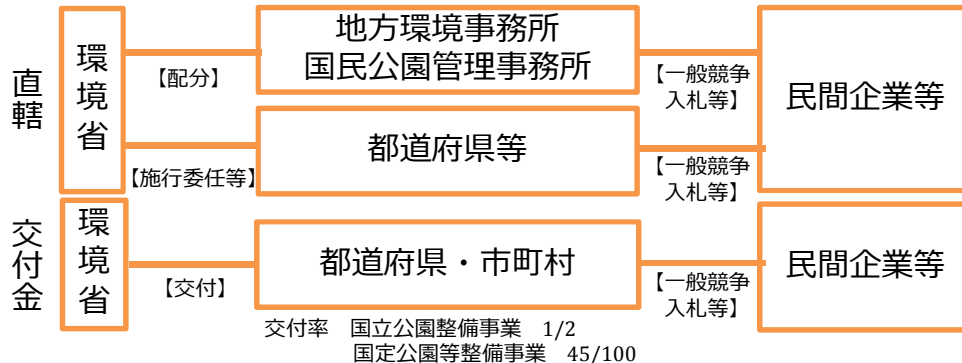 直轄
環境省
【配分】
地方環境事務所
国民公園管理事務所
【一般競争
入札等】
民間企業等
【施行委任等】
都道府県等
【一般競争
入札等】
交付金
環境省
【交付】
都道府県・市町村
【一般競争
入札等】
民間企業等
交付率 国立公園整備事業 1/2
国定公園等整備事業 45/100